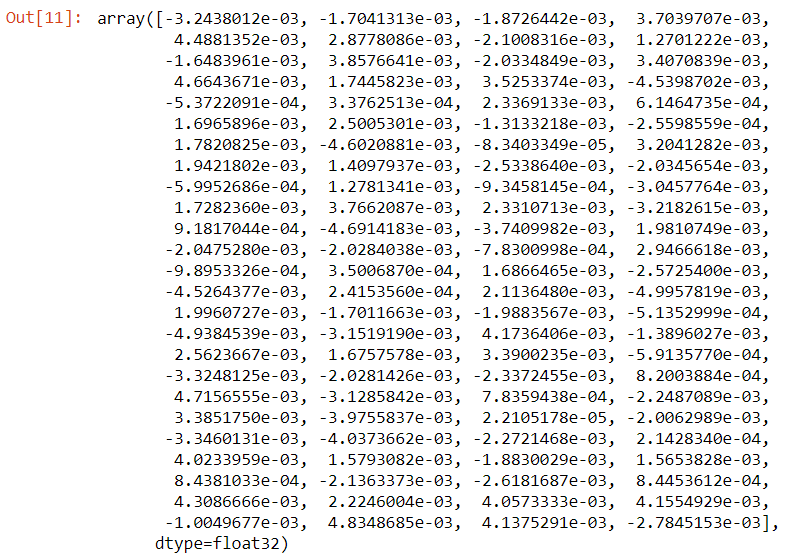 Out[11]: array([-3.2438012e-03, -1.7041313e-03, -1.8726442e-03, 3.7039707e-03,
4.4881352e-03, 2.8778086e-03, -2.1008316e-03, 1.2701222e-03,
-1.6483961e-03, 3.8576641e-03, -2.0334849e-03, 3.4070839e-03,
4.6643671e-03, 1.7445823e-03, 3.5253374e-03, -4.5398702e-03,
-5.3722091e-04, 3.3762513e-04, 2.3369133e-03, 6.1464735e-04,
1.6965896e-03, 2.5005301e-03, -1.3133218e-03, -2.5598559e-04,
1.7820825e-03, -4.6020881e-03, -8.3403349e-05, 3.2041282e-03,
1.9421802e-03, 1.4097937e-03, -2.5338640e-03, -2.0345654e-03,
-5.9952686e-04, 1.2781341e-03, -9.3458145e-04, -3.0457764e-03,
1.7282360e-03, 3.7662087e-03, 2.3310713e-03, -3.2182615e-03,
9.1817044e-04, -4.6914183e-03, -3.7409982e-03, 1.9810749e-03,
-2.0475280e-03, -2.0284038e-03, -7.8300998e-04, 2.9466618e-03,
-9.8953326e-04, 3.5006870e-04, 1.6866465e-03, -2.5725400e-03,
-4.5264377e-03, 2.4153560e-04, 2.1136480e-03, -4.9957819e-03,
1.9960727e-03, -1.7011663e-03, -1.9883567e-03, -5.1352999e-04,
-4.9384539e-03, -3.1519190e-03, 4.1736406e-03, -1.3896027e-03,
2.5623667e-03, 1.6757578e-03, 3.3900235e-03, -5.9135770e-04,
-3.3248125e-03, -2.0281426e-03, -2.3372455e-03, 8.2003884e-04,
4.7156555e-03, -3.1285842e-03, 7.8359438e-04, -2.2487089e-03,
3.3851750e-03, -3.9755837e-03, 2.2105178e-05, -2.0062989e-03,
-3.3460131e-03, -4.0373662e-03, -2.2721468e-03, 2.1428340e-04,
4.0233959e-03, 1.5793082e-03, -1.8830029e-03, 1.5653828e-03,
8.4381033e-04, -2.1363373e-03, -2.6181687e-03, 8.4453612e-04,
4.3086666e-03, 2.2246004e-03, 4.0573333e-03, 4.1554929e-03,
-1.0049677e-03, 4.8348685e-03, 4.1375291e-03, -2.7845153e-03],
dtype=float32)